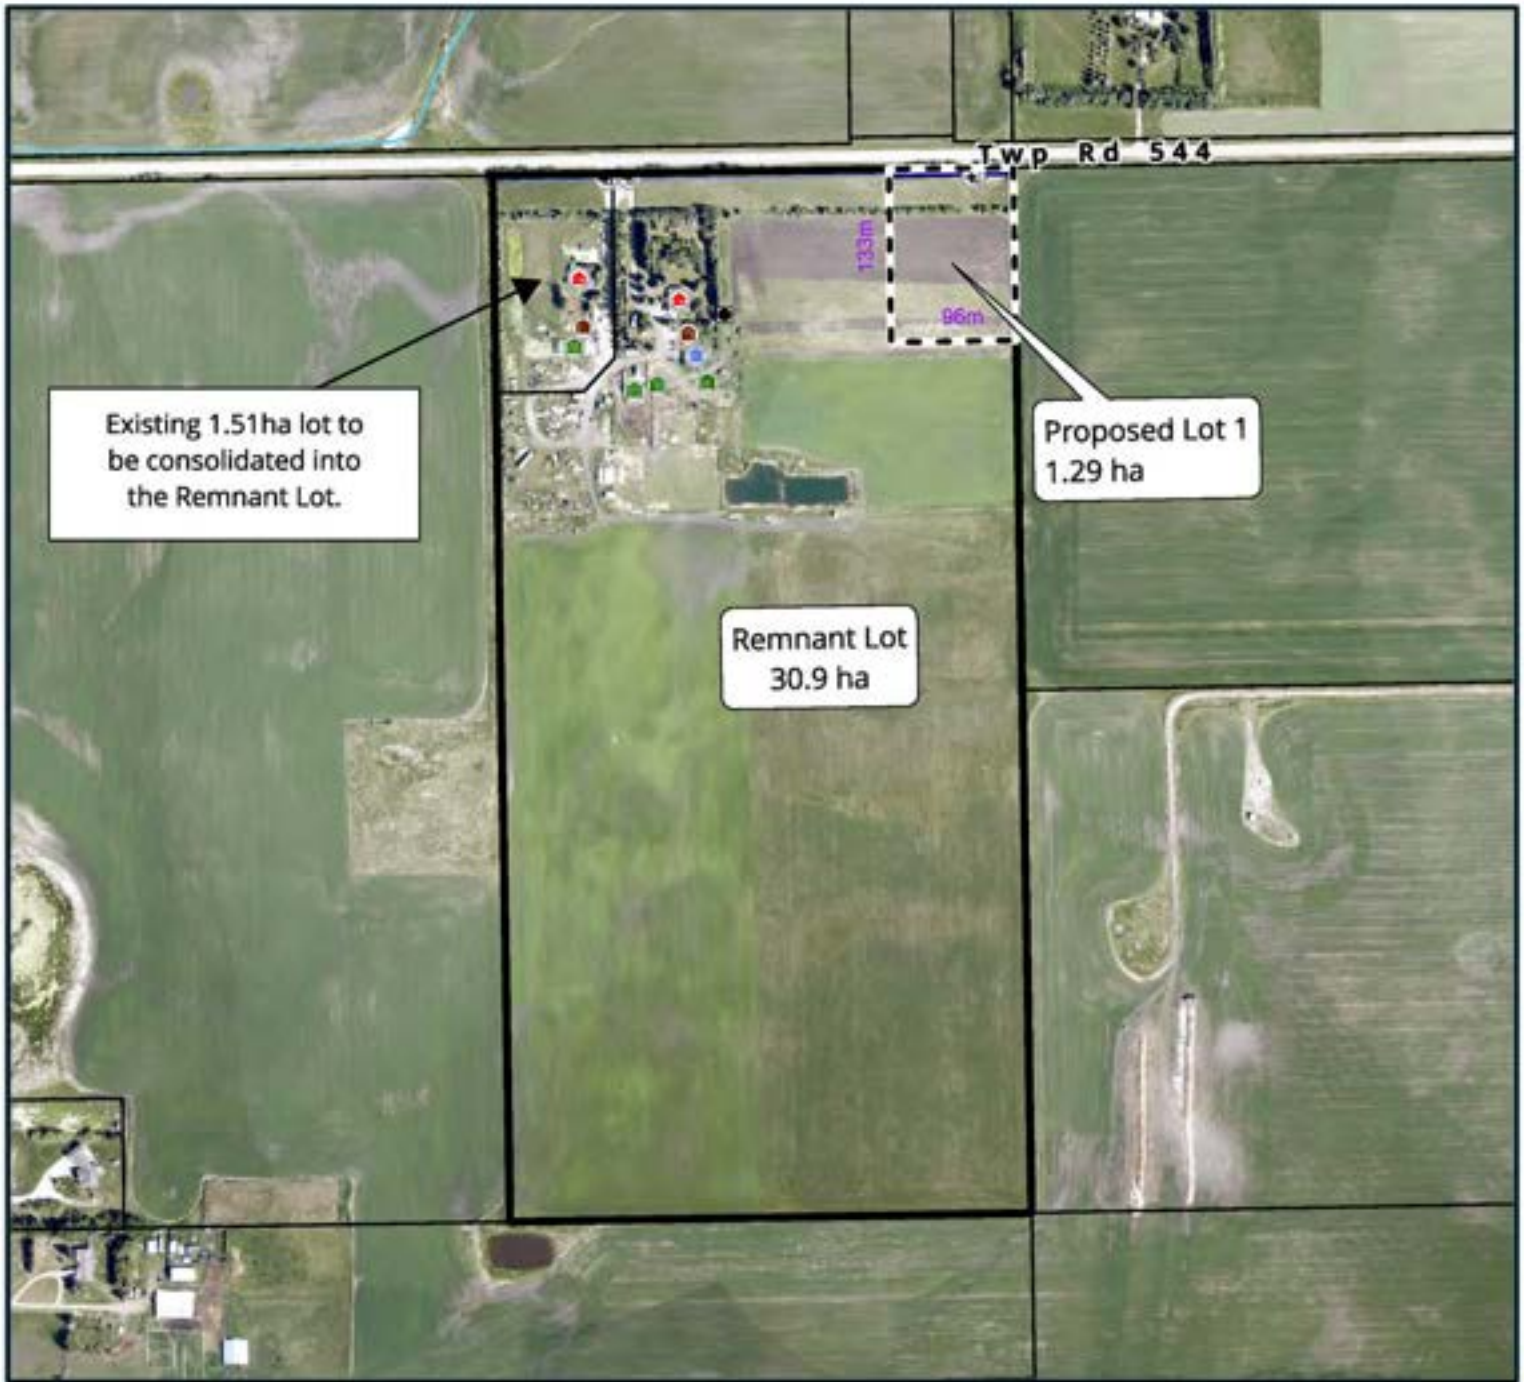 Twp Rd 544
133m
96m
Existing 1.51ha lot to
be consolidated into
the Remnant Lot.
Proposed Lot 1
1.29 ha
Remnant Lot
30.9 ha